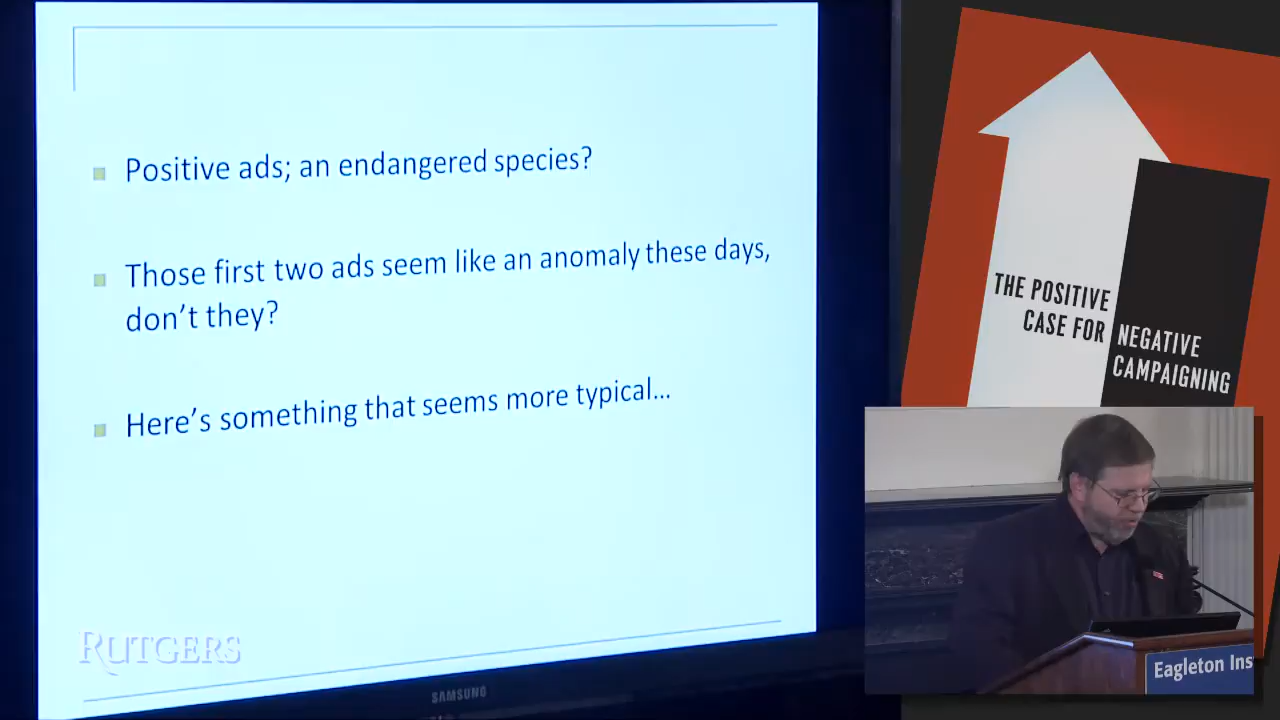 Positive ads; an endangered species?
Those first two ads seem like an anomaly these days,
don't they?
Here's something that seems more typical...
RUTGERS
SAMSUNG
THE POSITIVE
CASE FOR
NEGATIVE
CAMPAIGNING
Eagleton Ins